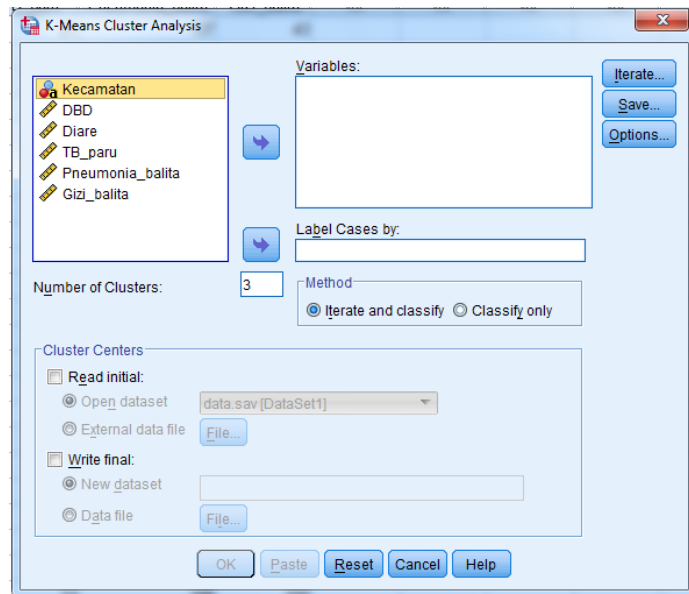 K-Means Cluster Analysis
Variables:
Kecamatan
DBD
Diare
TB_paru
Pneumonia_balita
Gizi_balita
Iterate...
Save...
Options...
Label Cases by:
Number of Clusters: 3
Method
Iterate and classify Classify only
Cluster Centers
Read initial:
Open dataset data.sav [DataSet1]
External data file File...
Write final:
New dataset
Data file File...
OK Paste Reset Cancel Help